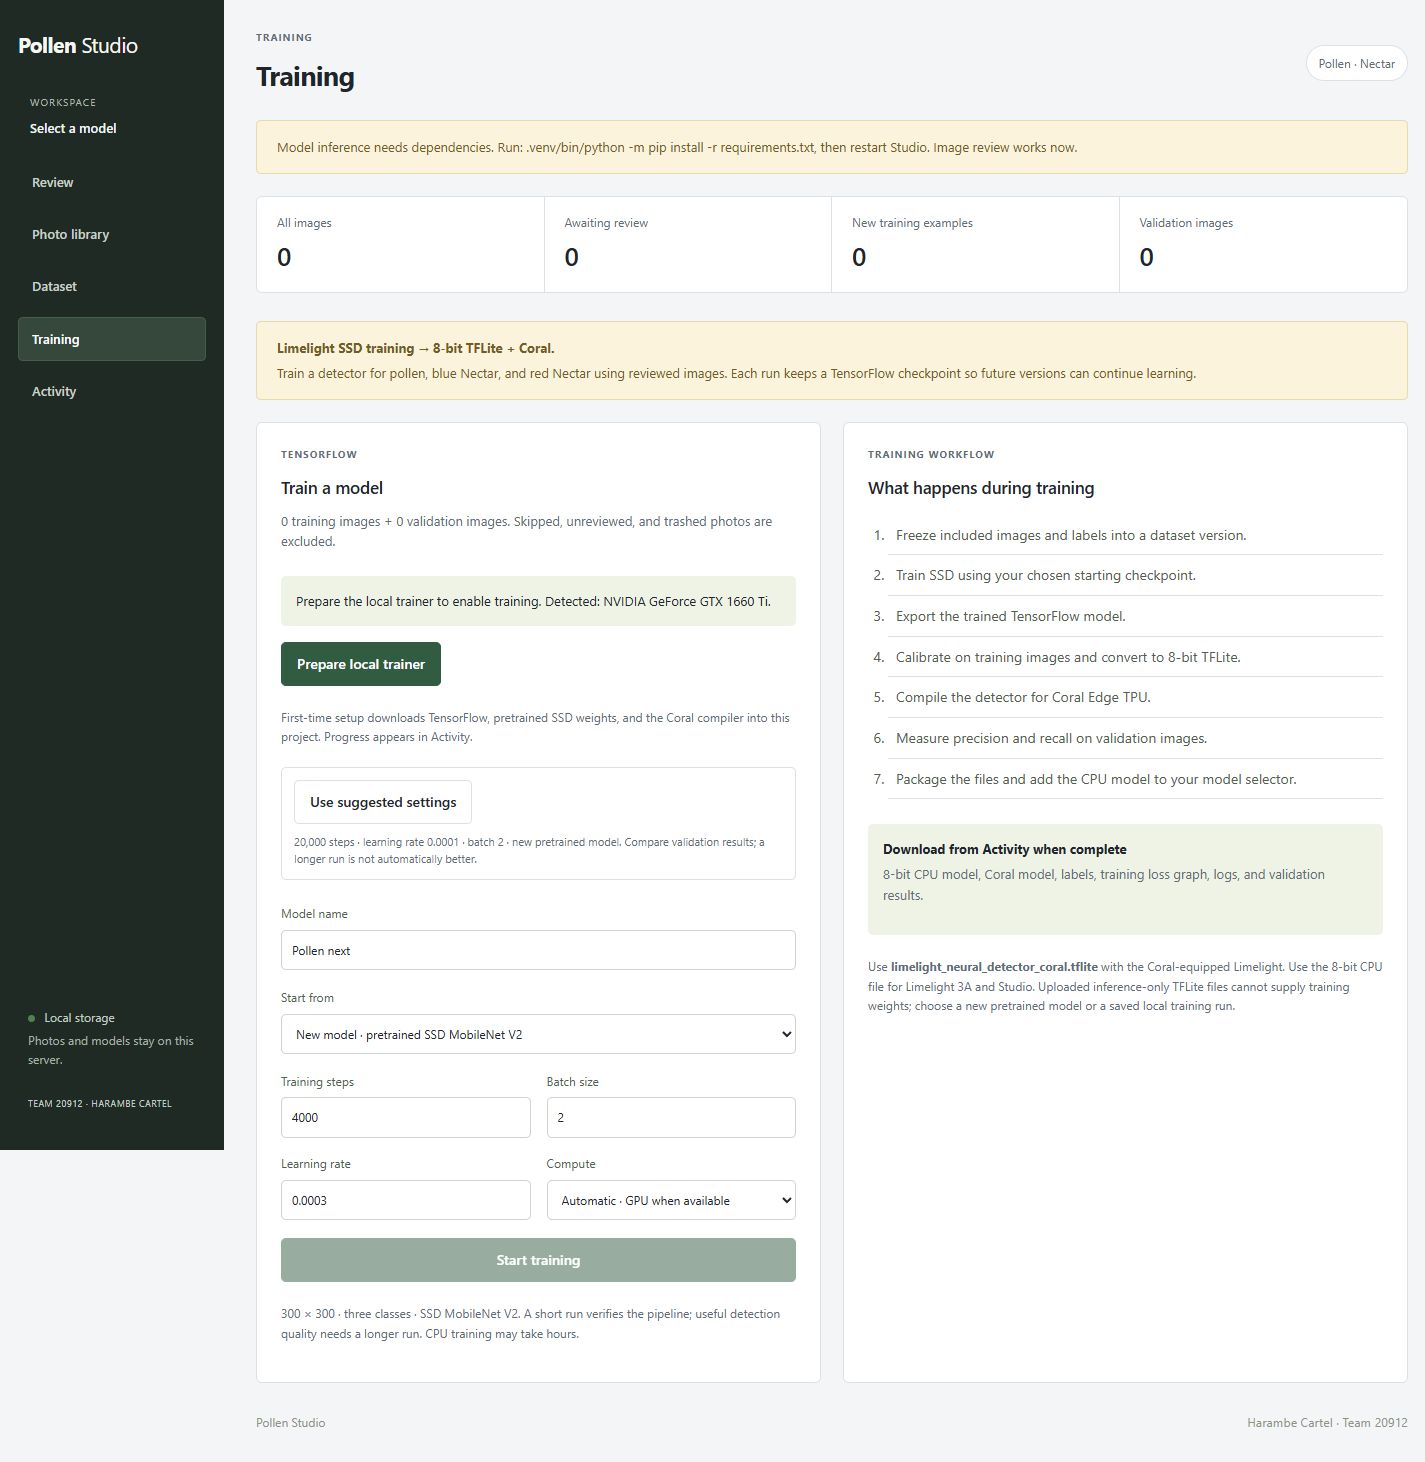 Pollen Studio
WORKSPACE
Select a model
Review
Photo library
Dataset
Training
Activity
Local storage
Photos and models stay on this
server.
TEAM 20912 · HARAMBE CARTEL
TRAINING
Training
Pollen · Nectar
Model inference needs dependencies. Run: .venv/bin/python -m pip install -r requirements.txt, then restart Studio. Image review works now.
All images
0
Awaiting review
0
New training examples
0
Validation images
0
Limelight SSD training → 8-bit TFLite + Coral.
Train a detector for pollen, blue Nectar, and red Nectar using reviewed images. Each run keeps a TensorFlow checkpoint so future versions can continue learning.
TENSORFLOW
Train a model
0 training images + 0 validation images. Skipped, unreviewed, and trashed photos are
excluded.
Prepare the local trainer to enable training. Detected: NVIDIA GeForce GTX 1660 Ti.
Prepare local trainer
First-time setup downloads TensorFlow, pretrained SSD weights, and the Coral compiler into this
project. Progress appears in Activity.
Use suggested settings
20,000 steps · learning rate 0.0001 · batch 2 · new pretrained model. Compare validation results; a
longer run is not automatically better.
Model name
Pollen next
Start from
New model · pretrained SSD MobileNet V2
Training steps
4000
Batch size
2
Learning rate
0.0003
Compute
Automatic · GPU when available
Start training
300 × 300 · three classes · SSD MobileNet V2. A short run verifies the pipeline; useful detection
quality needs a longer run. CPU training may take hours.
TRAINING WORKFLOW
What happens during training
1. Freeze included images and labels into a dataset version.
2. Train SSD using your chosen starting checkpoint.
3. Export the trained TensorFlow model.
4. Calibrate on training images and convert to 8-bit TFLite.
5. Compile the detector for Coral Edge TPU.
6. Measure precision and recall on validation images.
7. Package the files and add the CPU model to your model selector.
Download from Activity when complete
8-bit CPU model, Coral model, labels, training loss graph, logs, and validation
results.
Use limelight_neural_detector_coral.tflite with the Coral-equipped Limelight. Use the 8-bit CPU
file for Limelight 3A and Studio. Uploaded inference-only TFLite files cannot supply training
weights; choose a new pretrained model or a saved local training run.
Pollen Studio
Harambe Cartel · Team 20912